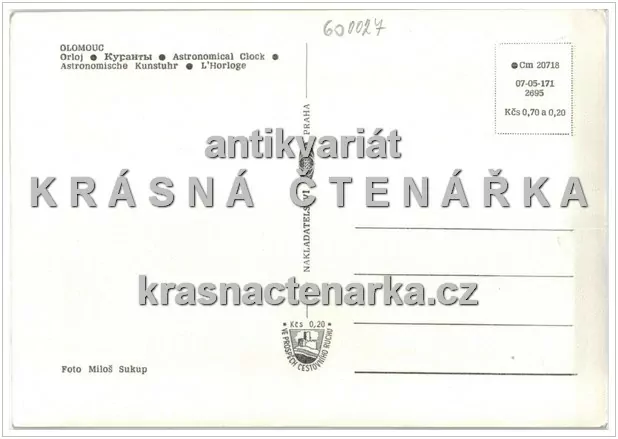 600027
OLOMOUC
Orloj ● Куранты ● Astronomical Clock ●
Astronomische Kunstuhr ● L'Horloge
Cm 20718
07-05-171
2695
Kčs 0,70 a 0,20
NAKLADATELSTVÍ PRAHA
antikvariát
KRÁSNÁ ČTENÁŘKA
krasnactenarka.cz
* Kčs 0,20 *
VE PROSPĚCH CESTOVNÍHO RUCHU
Foto Miloš Sukup